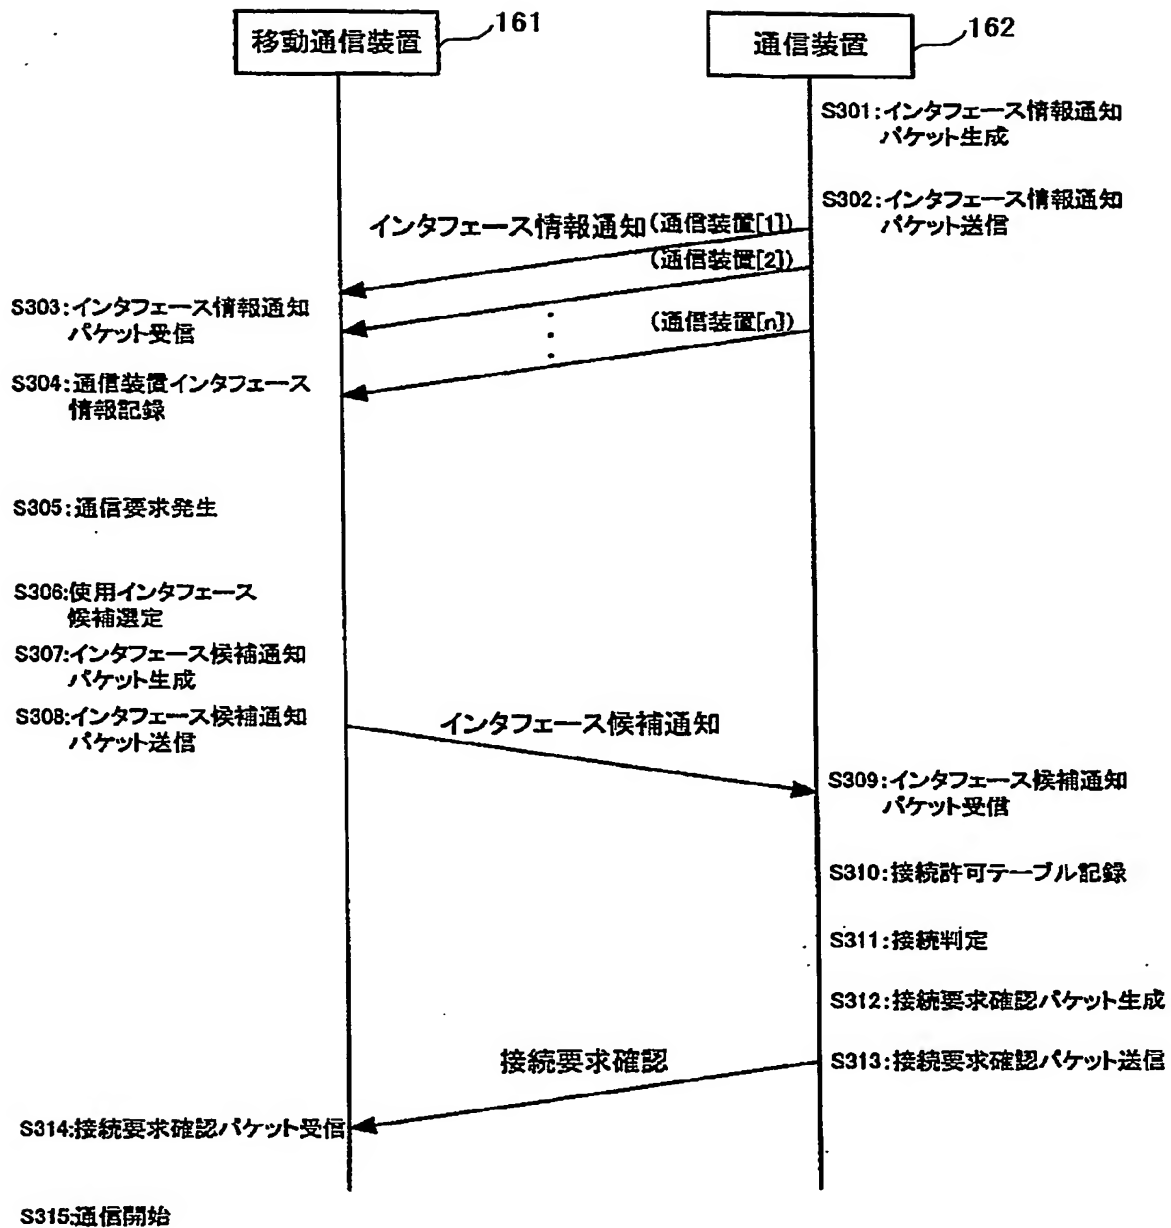 移動通信装置
161
通信装置
162
S301:インタフェース情報通知
パケット生成
S302:インタフェース情報通知
パケット送信
インタフェース情報通知(通信装置[1])
(通信装置[2])
S303:インタフェース情報通知
パケット受信
(通信装置[n])
S304:通信装置インタフェース
情報記録
S305:通信要求発生
S306:使用インタフェース
候補選定
S307:インタフェース候補通知
パケット生成
S308:インタフェース候補通知
パケット送信
インタフェース候補通知
S309:インタフェース候補通知
パケット受信
S310:接続許可テーブル記録
S311:接続判定
S312:接続要求確認パケット生成
接続要求確認
S313:接続要求確認パケット送信
S314:接続要求確認パケット受信
S315:通信開始